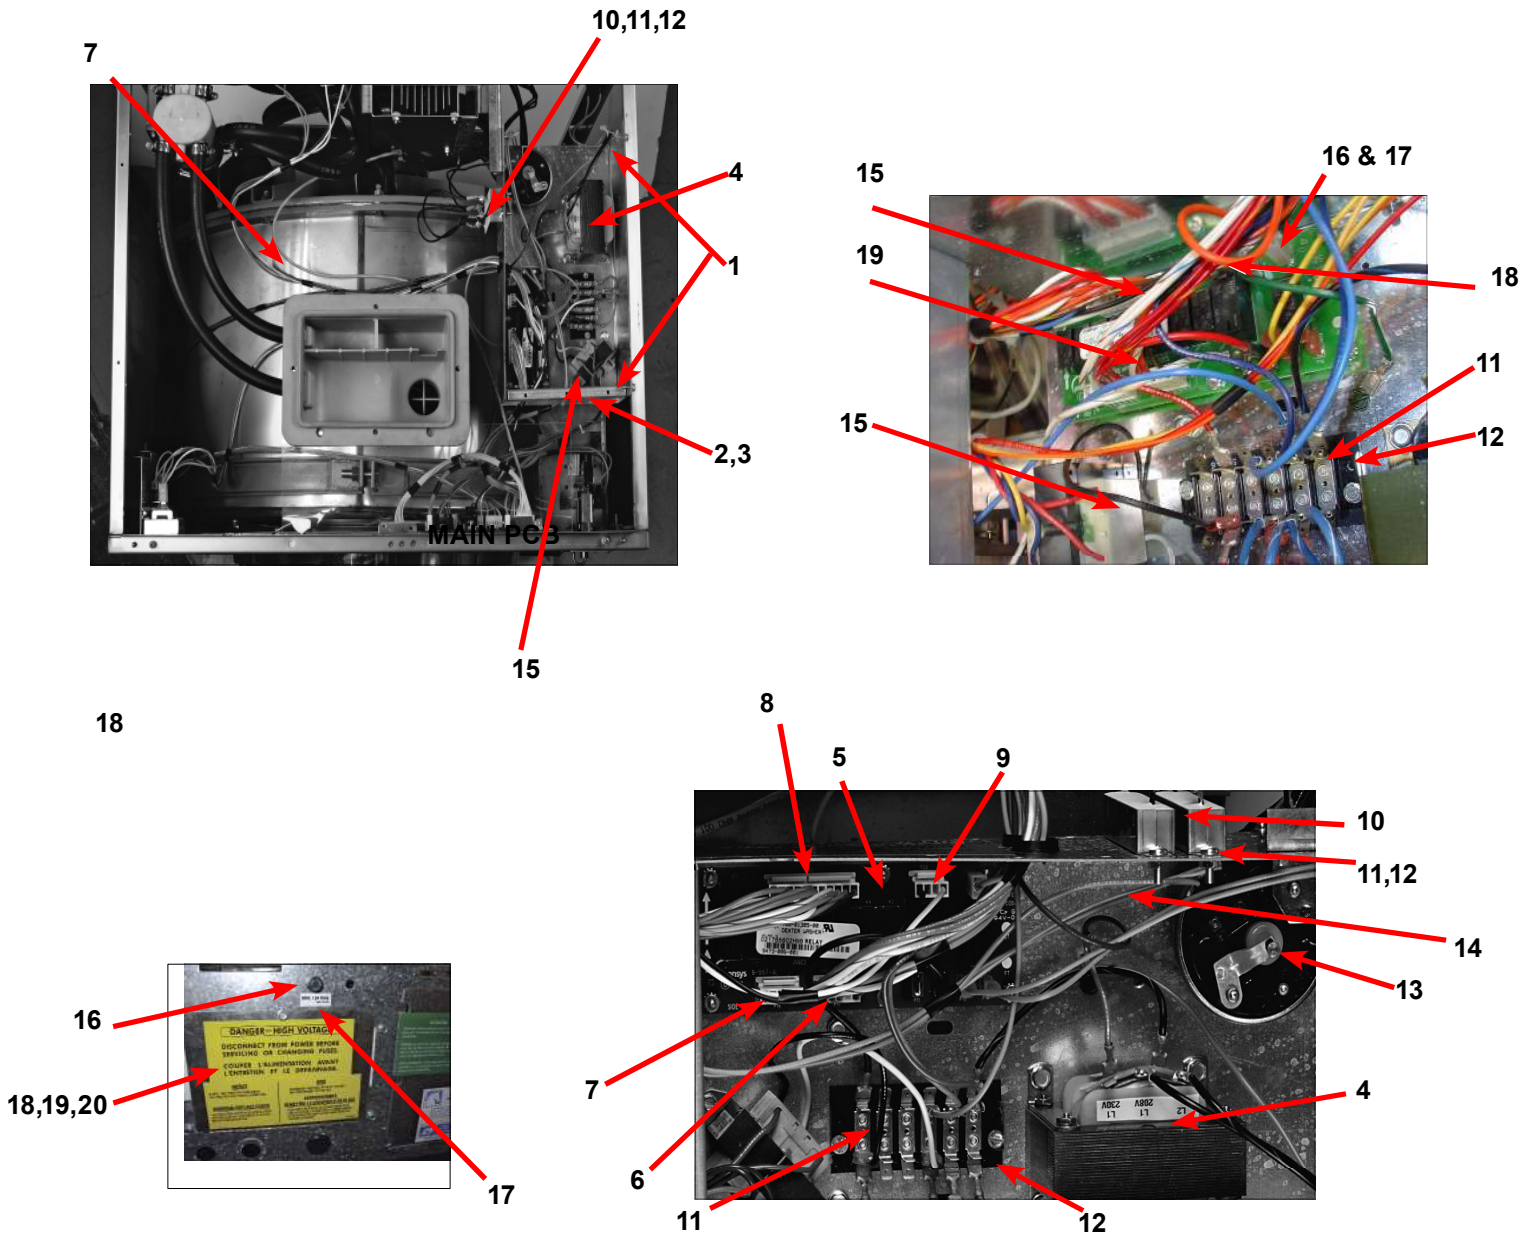 10,11,12
7
4
1
2,3
MAIN PCB
15
16 & 17
15
19
18
11
15
12
18
8
5
9
10
11,12
14
13
7
4
6
11
12
230V
L1
208V
L1
L2
DEXTER WASHER
RELAY
16
18,19,20
17
DANGER - HIGH VOLTAGE
DISCONNECT FROM POWER BEFORE
SERVICING OR CHANGING FUSES.
COUPER L'ALIMENTATION AVANT
L'ENTRETIEN ET LE DEPANNAGE.